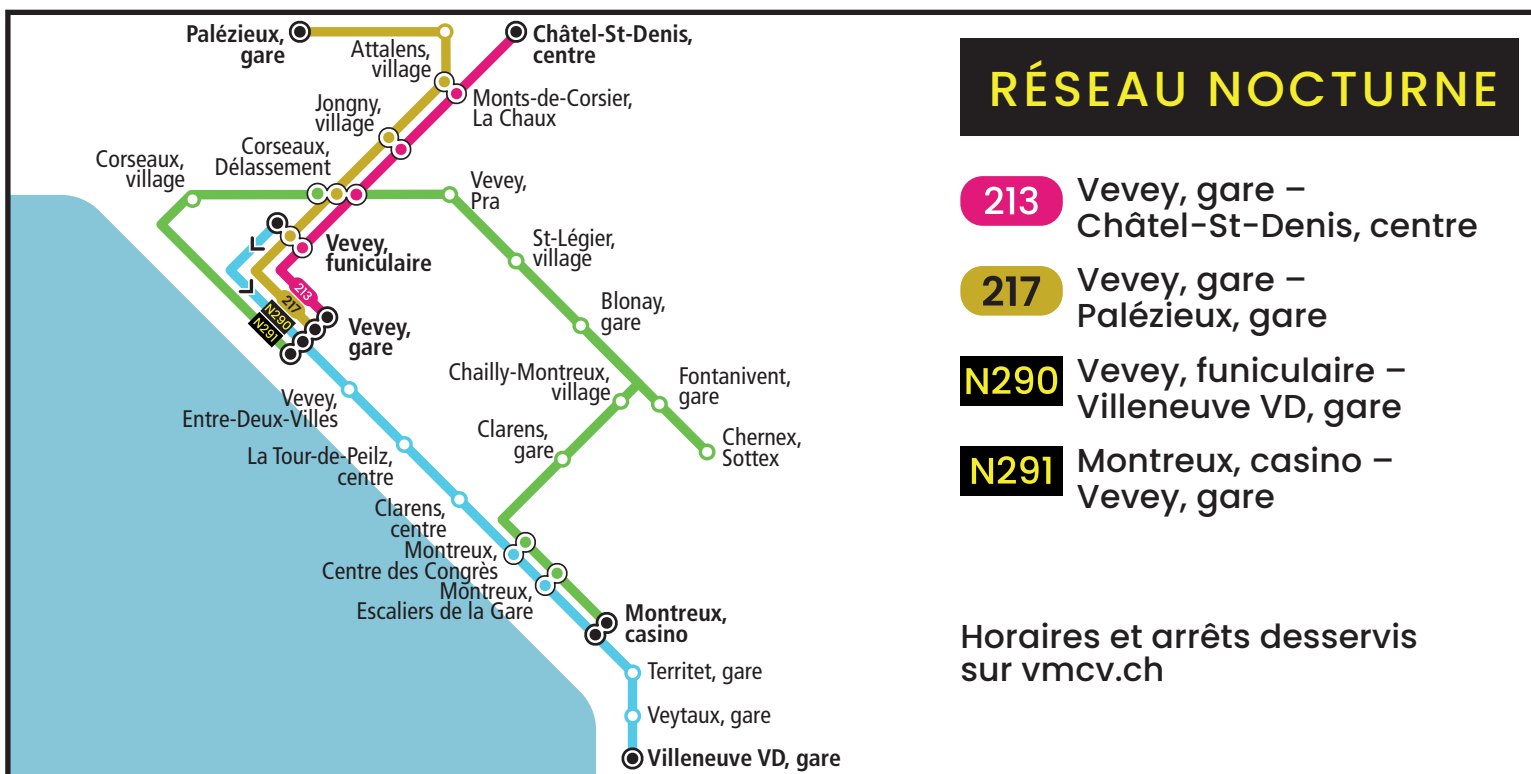 Palézieux,
gare
Attalens,
village
Châtel-St-Denis,
centre
Jongny,
village
Monts-de-Corsier,
La Chaux
Corseaux,
village
Corseaux,
Délassement
Vevey,
Pra
Vevey,
funiculaire
St-Légier,
village
213
217
N290
N291
Vevey,
gare
Blonay,
gare
Vevey,
Entre-Deux-Villes
Chailly-Montreux,
village
Fontanivent,
gare
Clarens,
gare
Chernex,
Sottex
La Tour-de-Peilz,
centre
Clarens,
centre
Montreux,
Centre des Congrès
Montreux,
Escaliers de la Gare
Montreux,
casino
Territet, gare
Veytaux, gare
Villeneuve VD, gare
RÉSEAU NOCTURNE
213 Vevey, gare –
Châtel-St-Denis, centre
217 Vevey, gare –
Palézieux, gare
N290 Vevey, funiculaire –
Villeneuve VD, gare
N291 Montreux, casino –
Vevey, gare
Horaires et arrêts desservis
sur vmcv.ch